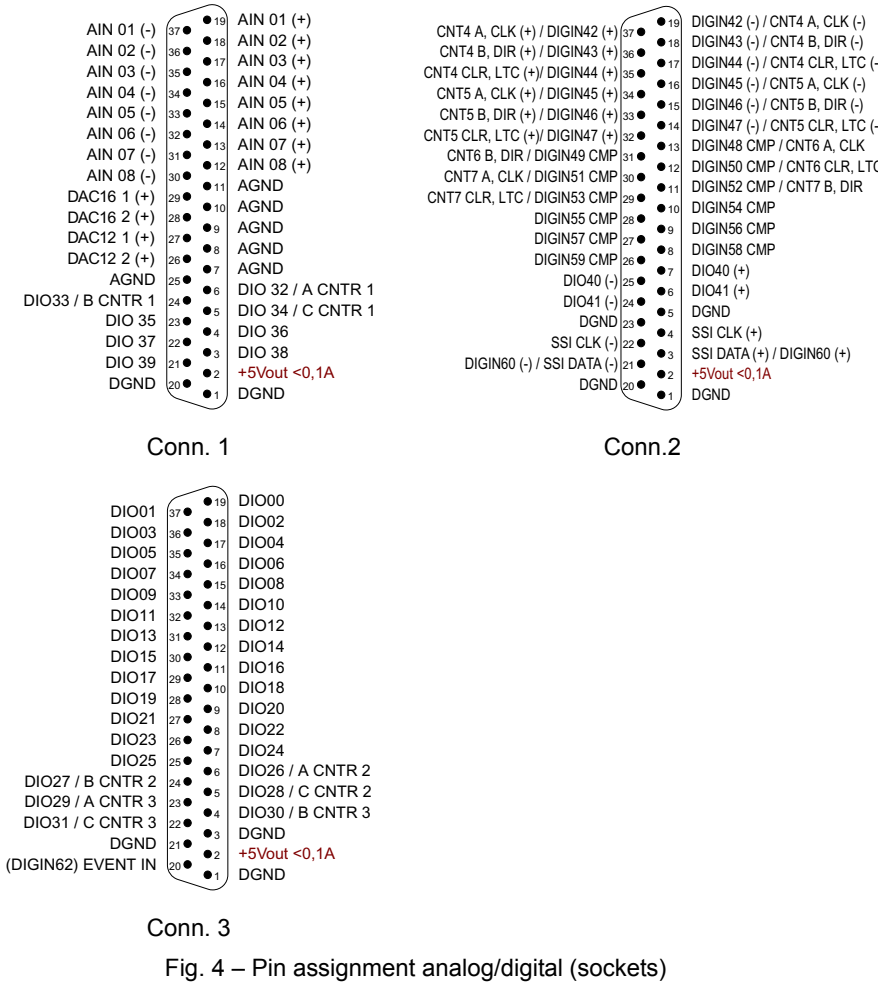 AIN 01 (-) 37 19 AIN 01 (+)
AIN 02 (-) 36 18 AIN 02 (+)
AIN 03 (-) 35 17 AIN 03 (+)
AIN 04 (-) 34 16 AIN 04 (+)
AIN 05 (-) 33 15 AIN 05 (+)
AIN 06 (-) 32 14 AIN 06 (+)
AIN 07 (-) 31 13 AIN 07 (+)
AIN 08 (-) 30 12 AIN 08 (+)
DAC16 1 (+) 29 11 AGND
DAC16 2 (+) 28 10 AGND
DAC12 1 (+) 27 9 AGND
DAC12 2 (+) 26 8 AGND
AGND 25 7 AGND
DIO33 / B CNTR 1 24 6 DIO 32 / A CNTR 1
DIO 35 23 5 DIO 34 / C CNTR 1
DIO 37 22 4 DIO 36
DIO 39 21 3 DIO 38
DGND 20 2 +5Vout <0,1A
1 DGND
Conn. 1
CNT4 A, CLK (+) / DIGIN42 (+) 37 19 DIGIN42 (-) / CNT4 A, CLK (-)
CNT4 B, DIR (+) / DIGIN43 (+) 36 18 DIGIN43 (-) / CNT4 B, DIR (-)
CNT4 CLR, LTC (+)/ DIGIN44 (+) 35 17 DIGIN44 (-) / CNT4 CLR, LTC (-
CNT5 A, CLK (+) / DIGIN45 (+) 34 16 DIGIN45 (-) / CNT5 A, CLK (-)
CNT5 B, DIR (+) / DIGIN46 (+) 33 15 DIGIN46 (-) / CNT5 B, DIR (-)
CNT5 CLR, LTC (+)/ DIGIN47 (+) 32 14 DIGIN47 (-) / CNT5 CLR, LTC (-
CNT6 B, DIR / DIGIN49 CMP 31 13 DIGIN48 CMP / CNT6 A, CLK
CNT7 A, CLK / DIGIN51 CMP 30 12 DIGIN50 CMP / CNT6 CLR, LTC
CNT7 CLR, LTC / DIGIN53 CMP 29 11 DIGIN52 CMP / CNT7 B, DIR
DIGIN55 CMP 28 10 DIGIN54 CMP
DIGIN57 CMP 27 9 DIGIN56 CMP
DIGIN59 CMP 26 8 DIGIN58 CMP
DIO40 (-) 25 7 DIO40 (+)
DIO41 (-) 24 6 DIO41 (+)
DGND 23 5 DGND
SSI CLK (-) 22 4 SSI CLK (+)
DIGIN60 (-) / SSI DATA (-) 21 3 SSI DATA (+) / DIGIN60 (+)
DGND 20 2 +5Vout <0,1A
1 DGND
Conn.2
DIO01 37 19 DIO00
DIO03 36 18 DIO02
DIO05 35 17 DIO04
DIO07 34 16 DIO06
DIO09 33 15 DIO08
DIO11 32 14 DIO10
DIO13 31 13 DIO12
DIO15 30 12 DIO14
DIO17 29 11 DIO16
DIO19 28 10 DIO18
DIO21 27 9 DIO20
DIO23 26 8 DIO22
DIO25 25 7 DIO24
DIO27 / B CNTR 2 24 6 DIO26 / A CNTR 2
DIO29 / A CNTR 3 23 5 DIO28 / C CNTR 2
DIO31 / C CNTR 3 22 4 DIO30 / B CNTR 3
DGND 21 3 DGND
(DIGIN62) EVENT IN 20 2 +5Vout <0,1A
1 DGND
Conn. 3
Fig. 4 – Pin assignment analog/digital (sockets)